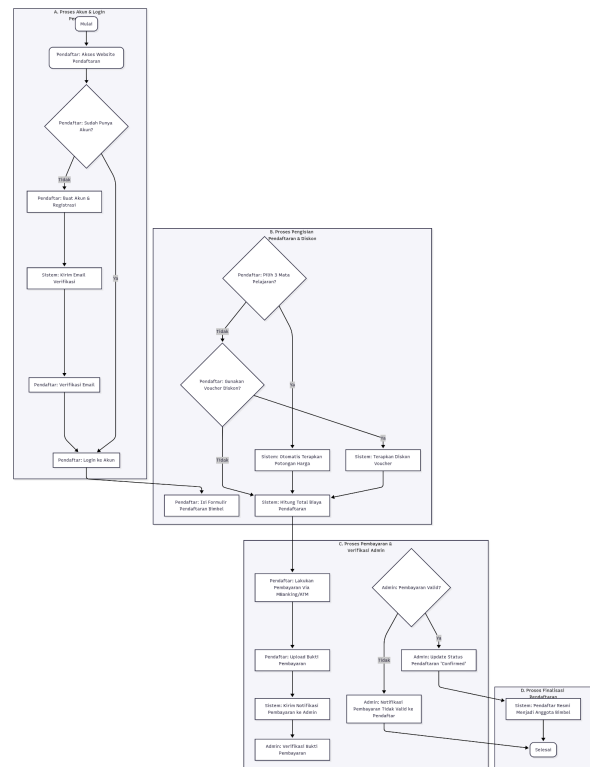 A. Proses Akun & Login
Mulai
Pendaftar: Akses Website
Pendaftaran
Pendaftar: Sudah Punya
Akun?
Tidak
Pendaftar: Buat Akun &
Registrasi
Ya
Sistem: Kirim Email
Verifikasi
Pendaftar: Verifikasi Email
Pendaftar: Login ke Akun
B. Proses Pengisian
Pendaftaran & Diskon
Pendaftar: Pilih 3 Mata
Pelajaran?
Tidak
Ya
Pendaftar: Gunakan
Voucher Diskon?
Tidak
Ya
Sistem: Otomatis Terapkan
Potongan Harga
Sistem: Terapkan Diskon
Voucher
Pendaftar: Isi Formulir
Pendaftaran Bimbel
Sistem: Hitung Total Biaya
Pendaftaran
C. Proses Pembayaran &
Verifikasi Admin
Pendaftar: Lakukan
Pembayaran Via
MBanking/ATM
Admin: Pembayaran Valid?
Tidak
Ya
Pendaftar: Upload Bukti
Pembayaran
Admin: Update Status
Pendaftaran 'Confirmed'
Sistem: Kirim Notifikasi
Pembayaran ke Admin
Admin: Notifikasi
Pembayaran Tidak Valid ke
Pendaftar
Admin: Verifikasi Bukti
Pembayaran
D. Proses Finalisasi
Pendaftaran
Sistem: Pendaftar Resmi
Menjadi Anggota Bimbel
Selesai